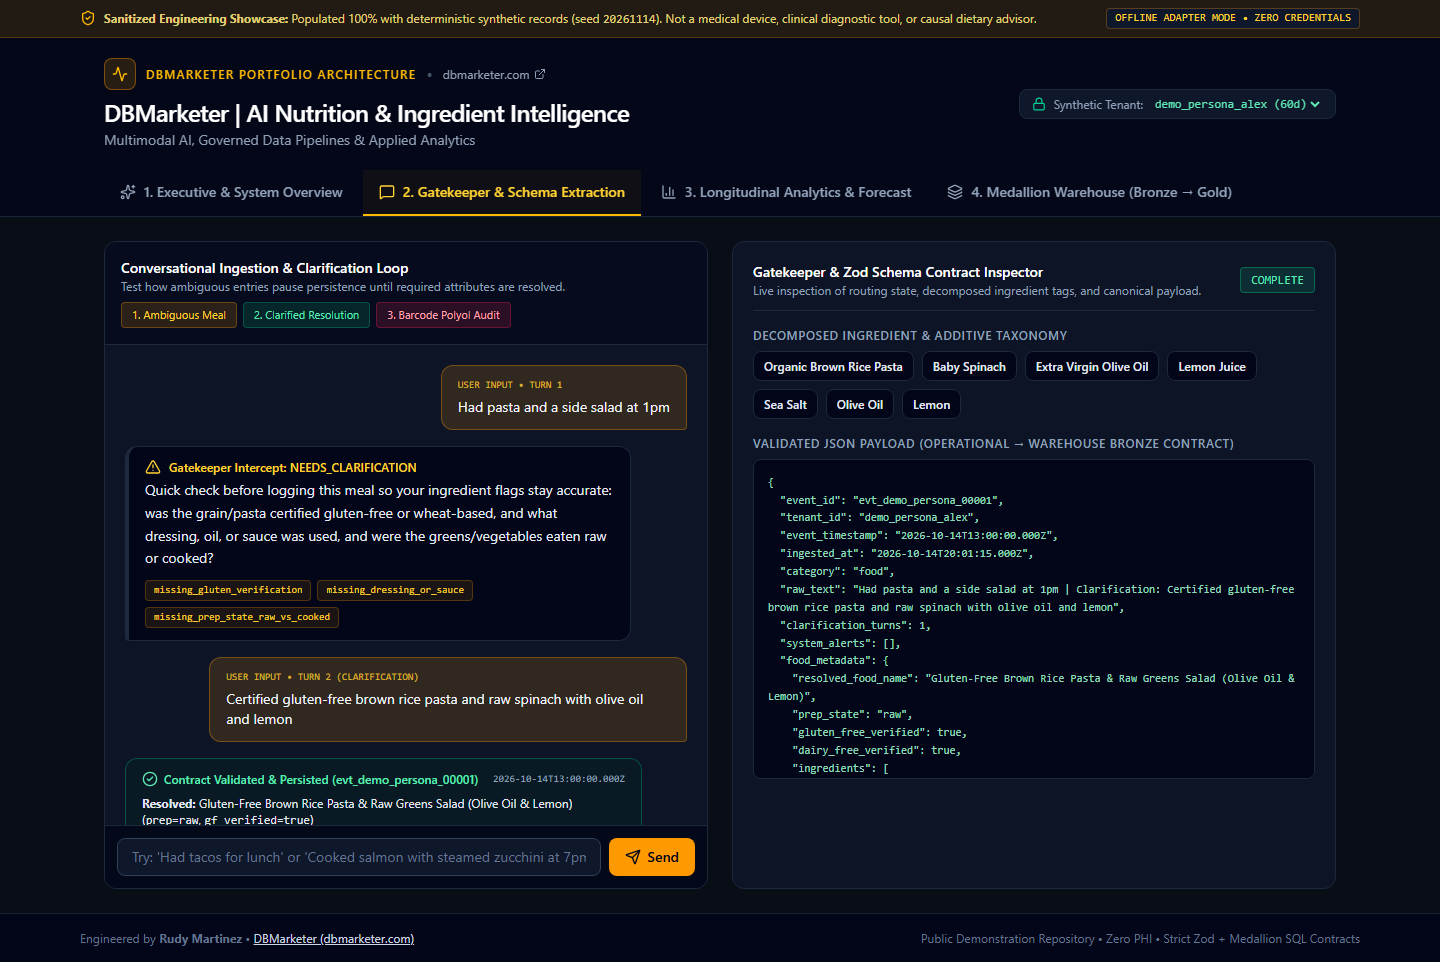 Sanitized Engineering Showcase: Populated 100% with deterministic synthetic records (seed 20261114). Not a medical device, clinical diagnostic tool, or causal dietary advisor.
OFFLINE ADAPTER MODE • ZERO CREDENTIALS
DBMARKETER PORTFOLIO ARCHITECTURE • dbmarketer.com
DBMarketer | AI Nutrition & Ingredient Intelligence
Multimodal AI, Governed Data Pipelines & Applied Analytics
Synthetic Tenant: demo_persona_alex (60d)
1. Executive & System Overview
2. Gatekeeper & Schema Extraction
3. Longitudinal Analytics & Forecast
4. Medallion Warehouse (Bronze → Gold)
Conversational Ingestion & Clarification Loop
Test how ambiguous entries pause persistence until required attributes are resolved.
1. Ambiguous Meal
2. Clarified Resolution
3. Barcode Polyol Audit
USER INPUT • TURN 1
Had pasta and a side salad at 1pm
Gatekeeper Intercept: NEEDS_CLARIFICATION
Quick check before logging this meal so your ingredient flags stay accurate:
was the grain/pasta certified gluten-free or wheat-based, and what
dressing, oil, or sauce was used, and were the greens/vegetables eaten raw
or cooked?
missing_gluten_verification
missing_dressing_or_sauce
missing_prep_state_raw_vs_cooked
USER INPUT • TURN 2 (CLARIFICATION)
Certified gluten-free brown rice pasta and raw spinach with olive oil
and lemon
Contract Validated & Persisted (evt_demo_persona_00001) 2026-10-14T13:00:00.000Z
Resolved: Gluten-Free Brown Rice Pasta & Raw Greens Salad (Olive Oil & Lemon)
(prep=raw, gf_verified=true)
Try: 'Had tacos for lunch' or 'Cooked salmon with steamed zucchini at 7pm
Send
Gatekeeper & Zod Schema Contract Inspector
Live inspection of routing state, decomposed ingredient tags, and canonical payload.
COMPLETE
DECOMPOSED INGREDIENT & ADDITIVE TAXONOMY
Organic Brown Rice Pasta
Baby Spinach
Extra Virgin Olive Oil
Lemon Juice
Sea Salt
Olive Oil
Lemon
VALIDATED JSON PAYLOAD (OPERATIONAL → WAREHOUSE BRONZE CONTRACT)
{
"event_id": "evt_demo_persona_00001",
"tenant_id": "demo_persona_alex",
"event_timestamp": "2026-10-14T13:00:00.000Z",
"ingested_at": "2026-10-14T20:01:15.000Z",
"category": "food",
"raw_text": "Had pasta and a side salad at 1pm | Clarification: Certified gluten-free
brown rice pasta and raw spinach with olive oil and lemon",
"clarification_turns": 1,
"system_alerts": [],
"food_metadata": {
"resolved_food_name": "Gluten-Free Brown Rice Pasta & Raw Greens Salad (Olive Oil &
Lemon)",
"prep_state": "raw",
"gluten_free_verified": true,
"dairy_free_verified": true,
"ingredients": [
Engineered by Rudy Martinez • DBMarketer (dbmarketer.com)
Public Demonstration Repository • Zero PHI • Strict Zod + Medallion SQL Contracts